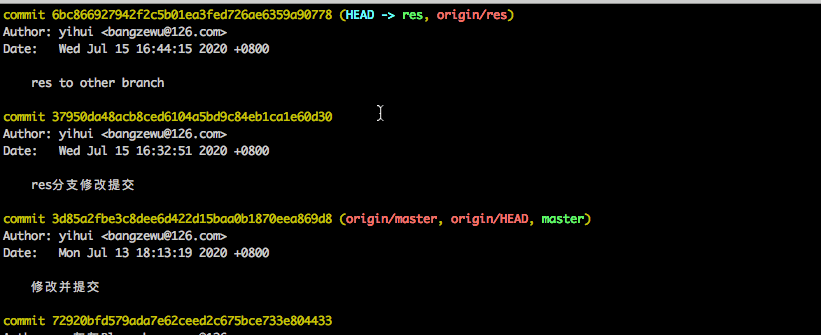 commit 6bc866927942f2c5b01ea3fed726ae6359a90778 (HEAD -> res, origin/res)
Author: yihui <bangzewu@126.com>
Date:   Wed Jul 15 16:44:15 2020 +0800
res to other branch
commit 37950da48acb8ced6104a5bd9c84eb1ca1e60d30
Author: yihui <bangzewu@126.com>
Date:   Wed Jul 15 16:32:51 2020 +0800
res分支修改提交
commit 3d85a2fbe3c8dee6d422d15baa0b1870eea869d8 (origin/master, origin/HEAD, master)
Author: yihui <bangzewu@126.com>
Date:   Mon Jul 13 18:13:19 2020 +0800
修改并提交
commit 72920bfd579ada7e62ceed2c675bce733e804433